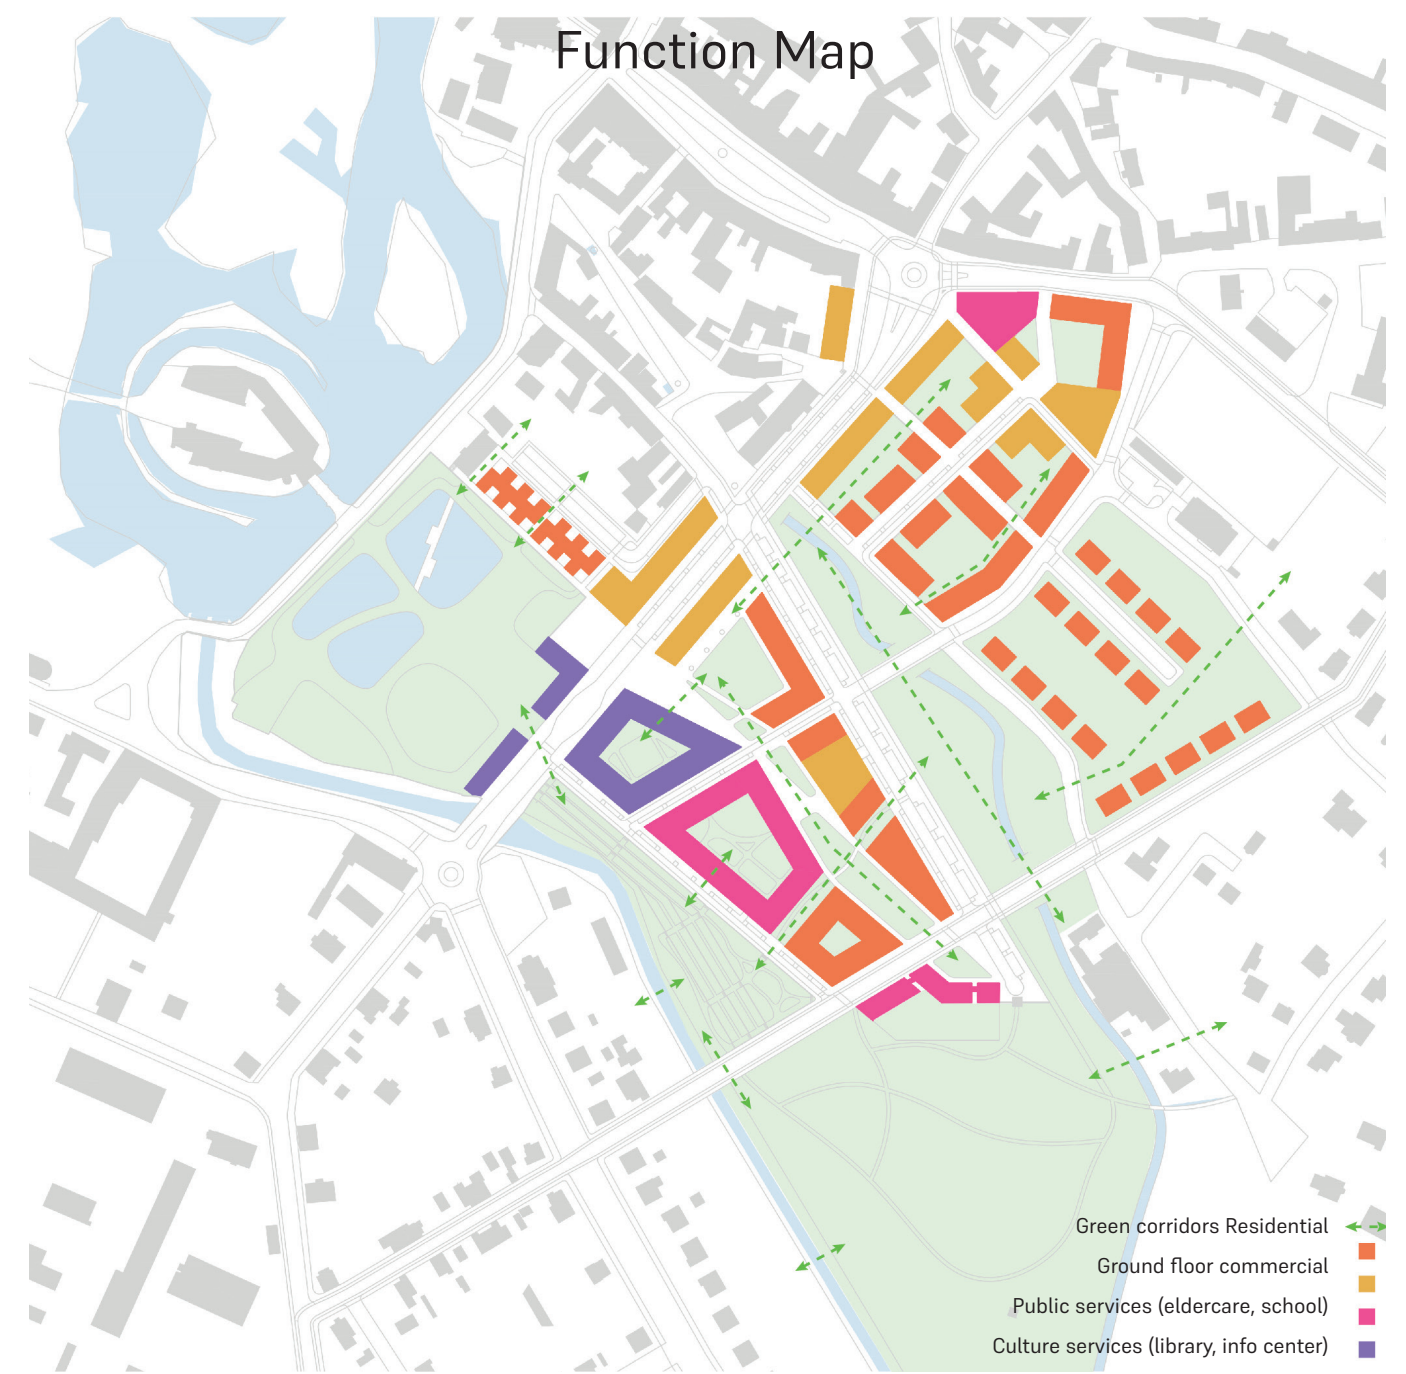 Function Map
Green corridors Residential
Ground floor commercial
Public services (eldercare, school)
Culture services (library, info center)